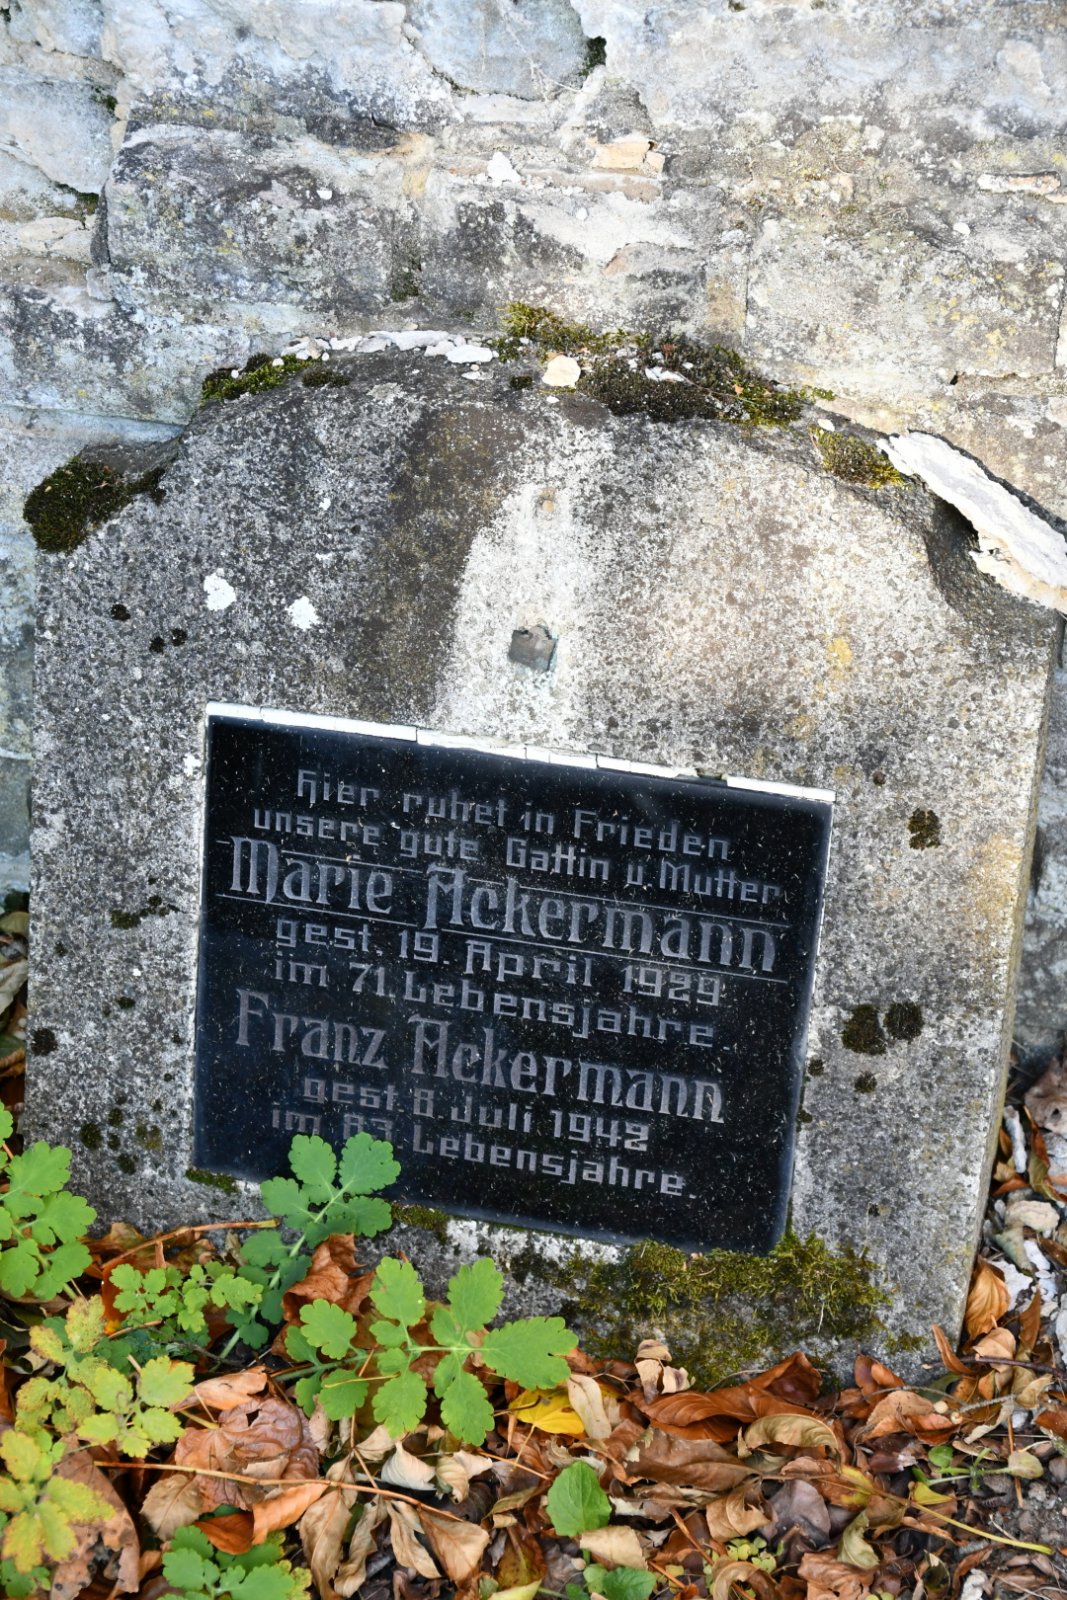 Hier ruhet in Frieden
unsere gute Gattin u. Mutter
Marie Ackermann
gest. 19. April 1929
im 71. Lebensjahre
Franz Ackermann
gest. 8. Juli 1942
im 83. Lebensjahre.